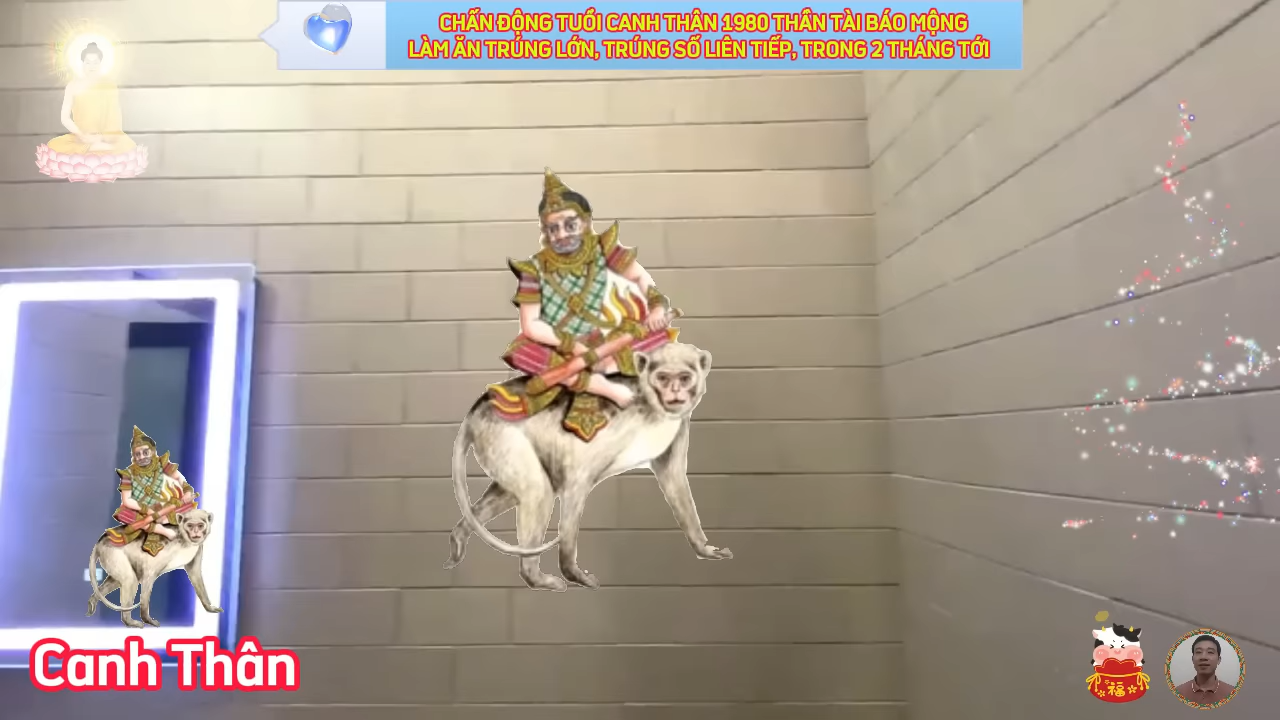 CHẤN ĐỘNG TUỔI CANH THÂN 1980 THẦN TÀI BÁO MỘNG
LÀM ĂN TRÚNG LỚN, TRÚNG SỐ LIÊN TIẾP, TRONG 2 THÁNG TỚI
Canh Thân
福